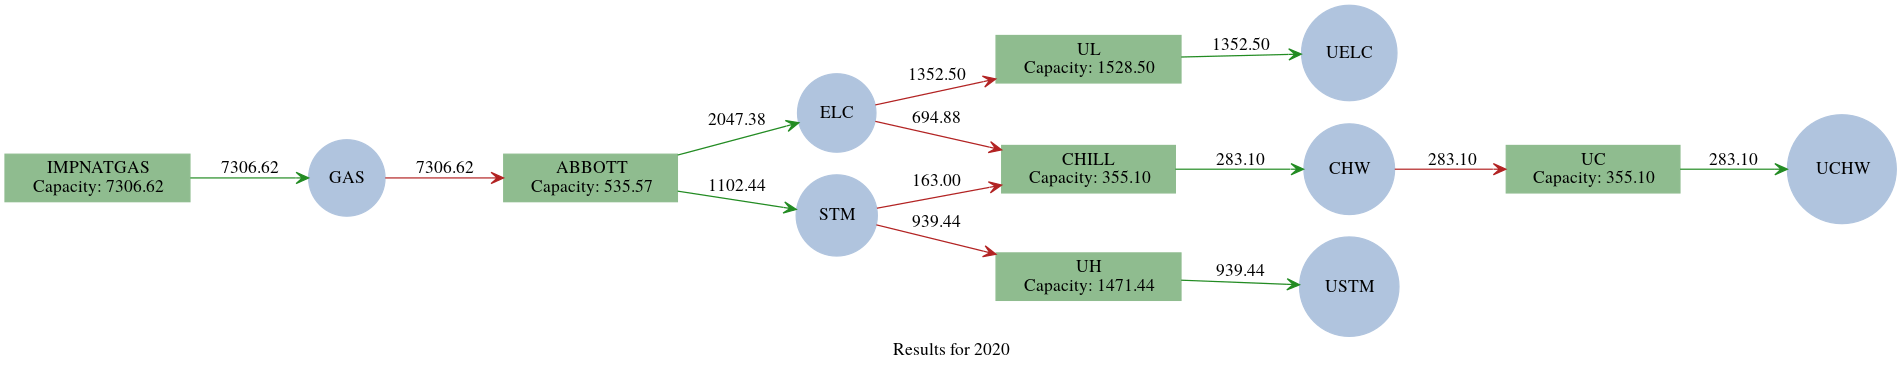 IMPNATGAS
Capacity: 7306.62
7306.62
GAS
7306.62
ABBOTT
Capacity: 535.57
2047.38
1102.44
ELC
STM
1352.50
694.88
163.00
939.44
UL
Capacity: 1528.50
CHILL
Capacity: 355.10
UH
Capacity: 1471.44
1352.50
283.10
939.44
UELC
CHW
USTM
283.10
UC
Capacity: 355.10
283.10
UCHW
Results for 2020